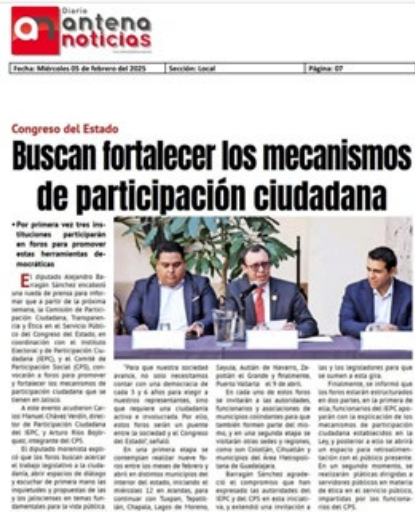 Diario
antena
noticias
Fecha: Miércoles 05 de febrero del 2025
Sección: Local
Página: 07
Congreso del Estado
Buscan fortalecer los mecanismos
de participación ciudadana
• Por primera vez tres ins-
tituciones participarán
en foros para promover
estas herramientas de-
mocráticas
El diputado Alejandro Ba-
rragán Sánchez encabezó
una rueda de prensa para infor-
mar que a partir de la próxima
semana, la Comisión de Partici-
pación Ciudadana, Transparen-
cia y Ética en el Servicio Públi-
co del Congreso del Estado, en
coordinación con el Instituto
Electoral y de Participación Ciu-
dadana (IEPC), y el Comité de
Participación Social (CPS), con-
vocarán a foros para promover
y fortalecer los mecanismos de
participación ciudadana que se
tienen en Jalisco.
A este evento acudieron Car-
los Manuel Chávez Verdín, direc-
tor de Participación Ciudadana
del IEPC, y Arturo Ríos Bojór-
quez, integrante del CPS.
El diputado morenista expli-
có que los foros buscan acercar
el trabajo legislativo a la ciuda-
danía, abrir espacios de diálogo
y escuchar de primera mano las
inquietudes y propuestas de las
y los jaliscienses en temas fun-
damentales para la vida pública.
"Para que nuestra sociedad
avance, no solo necesitamos
contar con una democracia de
cada 3 y 6 años para elegir a
nuestros representantes, sino
que requiere una ciudadanía
activa e involucrada. Por ello,
estos foros serán un puente
entre la sociedad y el Congreso
del Estado", señaló.
En una primera etapa se
contemplan realizar nueve fo-
ros entre los meses de febrero y
abril en distintos municipios del
interior del estado, iniciando el
miércoles 12 en Arandas, para
continuar con Tuxpan, Tepatit-
lán, Chapala, Lagos de Moreno,
Sayula, Autlán de Navarro, Za-
potlán el Grande y finalmente,
Puerto Vallarta el 9 de abril.
En cada uno de estos foros
se invitarán a las autoridades,
funcionarios y asociaciones de
municipios colindantes para que
también formen parte del mis-
mo, y en una segunda etapa se
visitarán otras sedes y regiones,
como son Colotlán, Cihuatlán y
municipios del Área Metropoli-
tana de Guadalajara.
Barragán Sánchez agrade-
ció el compromiso que han
expresado las autoridades del
IEPC y del CPS en esta iniciati-
va, y extendió una invitación a
las y los legisladores para que
se sumen a esta gira.
Finalmente, se informó que
los foros estarán estructurados
en dos partes, en la primera de
ella; funcionarios del IEPC apo-
yarán con la explicación de los
mecanismos de participación
ciudadana establecidos en la
Ley, y posterior a ello se abrirá
un espacio para retroalimenta-
ción con el público presente.
En un segundo momento, se
realizarán pláticas dirigidas a
servidores públicos en materia
de ética en el servicio público,
impartidas por los funciona-
rios del CPS.